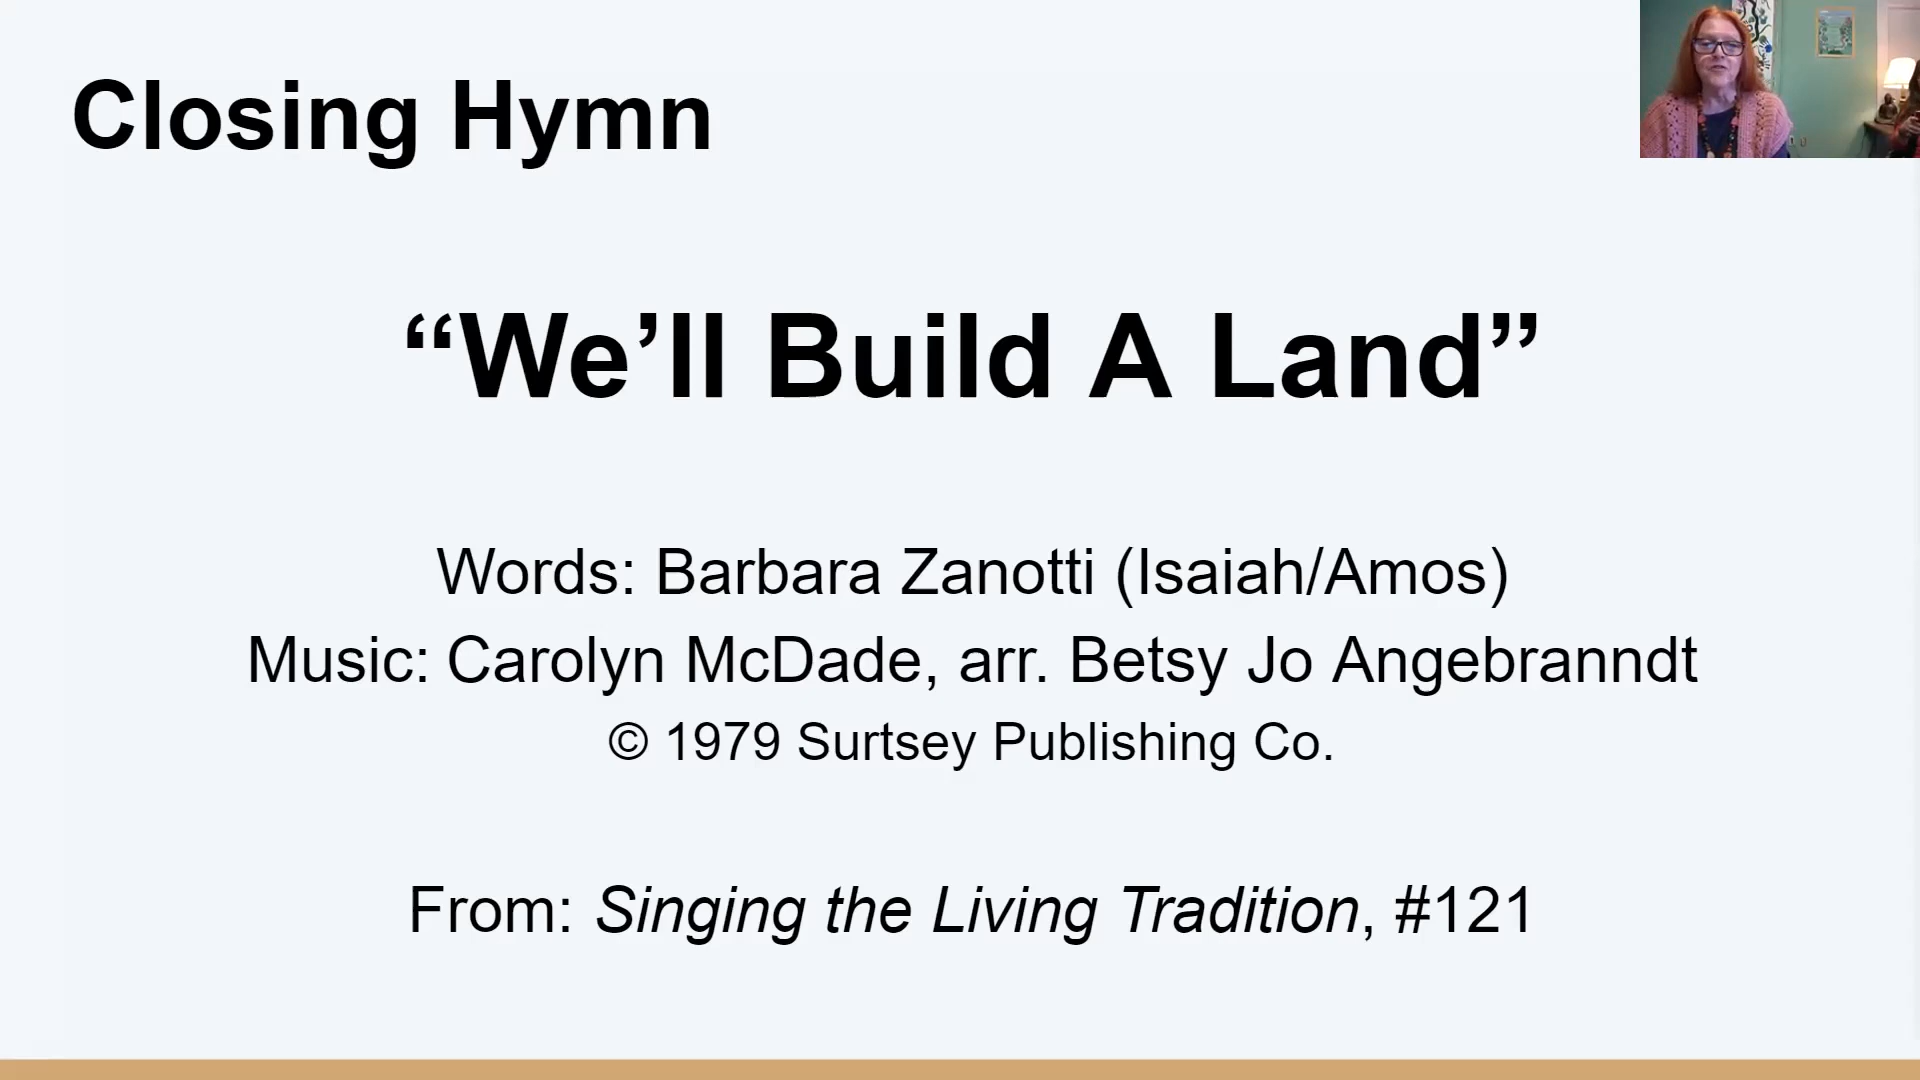 Closing Hymn
“We’ll Build A Land”
Words: Barbara Zanotti (Isaiah/Amos)
Music: Carolyn McDade, arr. Betsy Jo Angebranndt
© 1979 Surtsey Publishing Co.
From: Singing the Living Tradition, #121